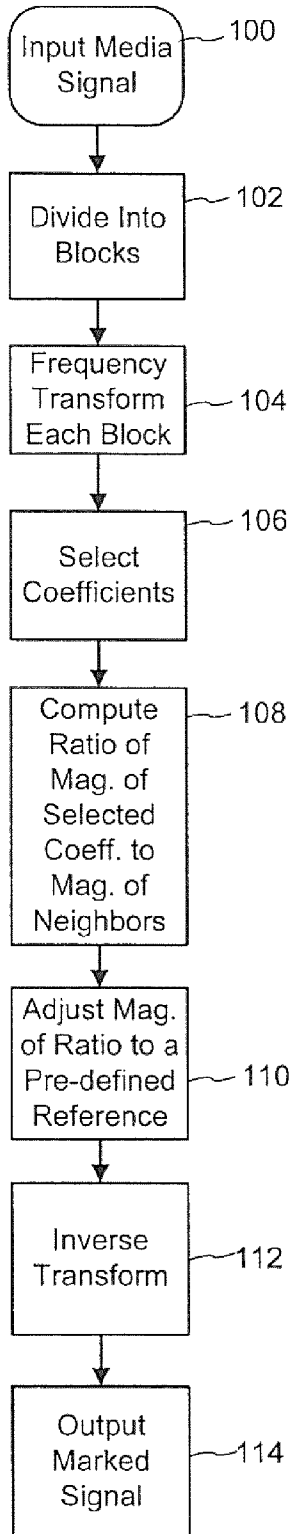 Input Media
Signal
100
Divide Into
Blocks
102
Frequency
Transform
Each Block
104
Select
Coefficients
106
Compute
Ratio of
Mag. of
Selected
Coeff. to
Mag. of
Neighbors
108
Adjust Mag.
of Ratio to a
Pre-defined
Reference
110
Inverse
Transform
112
Output
Marked
Signal
114